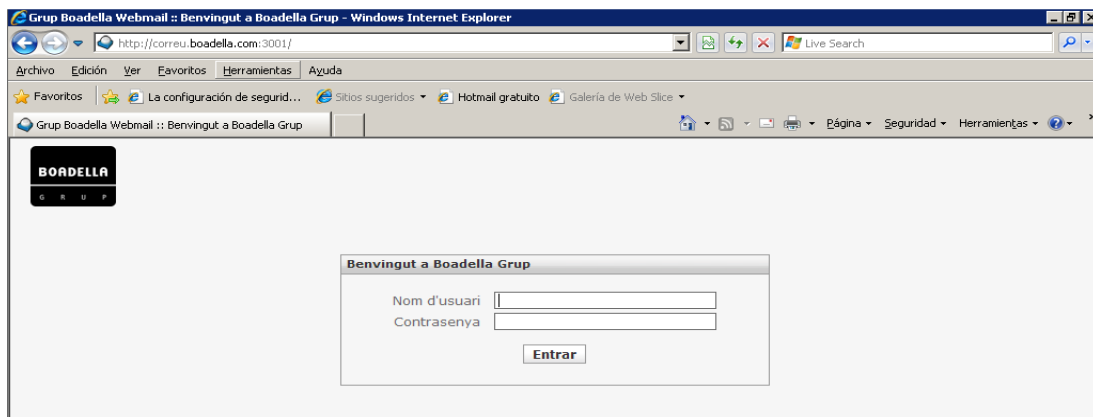 Grup Boadella Webmail :: Benvingut a Boadella Grup - Windows Internet Explorer
http://correu.boadella.com:3001/
Live Search
Archivo Edición Ver Favoritos Herramientas Ayuda
Favoritos La configuración de segurid... Sitios sugeridos Hotmail gratuito Galería de Web Slice
Grup Boadella Webmail :: Benvingut a Boadella Grup Página Seguridad Herramientas
BOADELLA
GRUP
Benvingut a Boadella Grup
Nom d'usuari
Contrasenya
Entrar